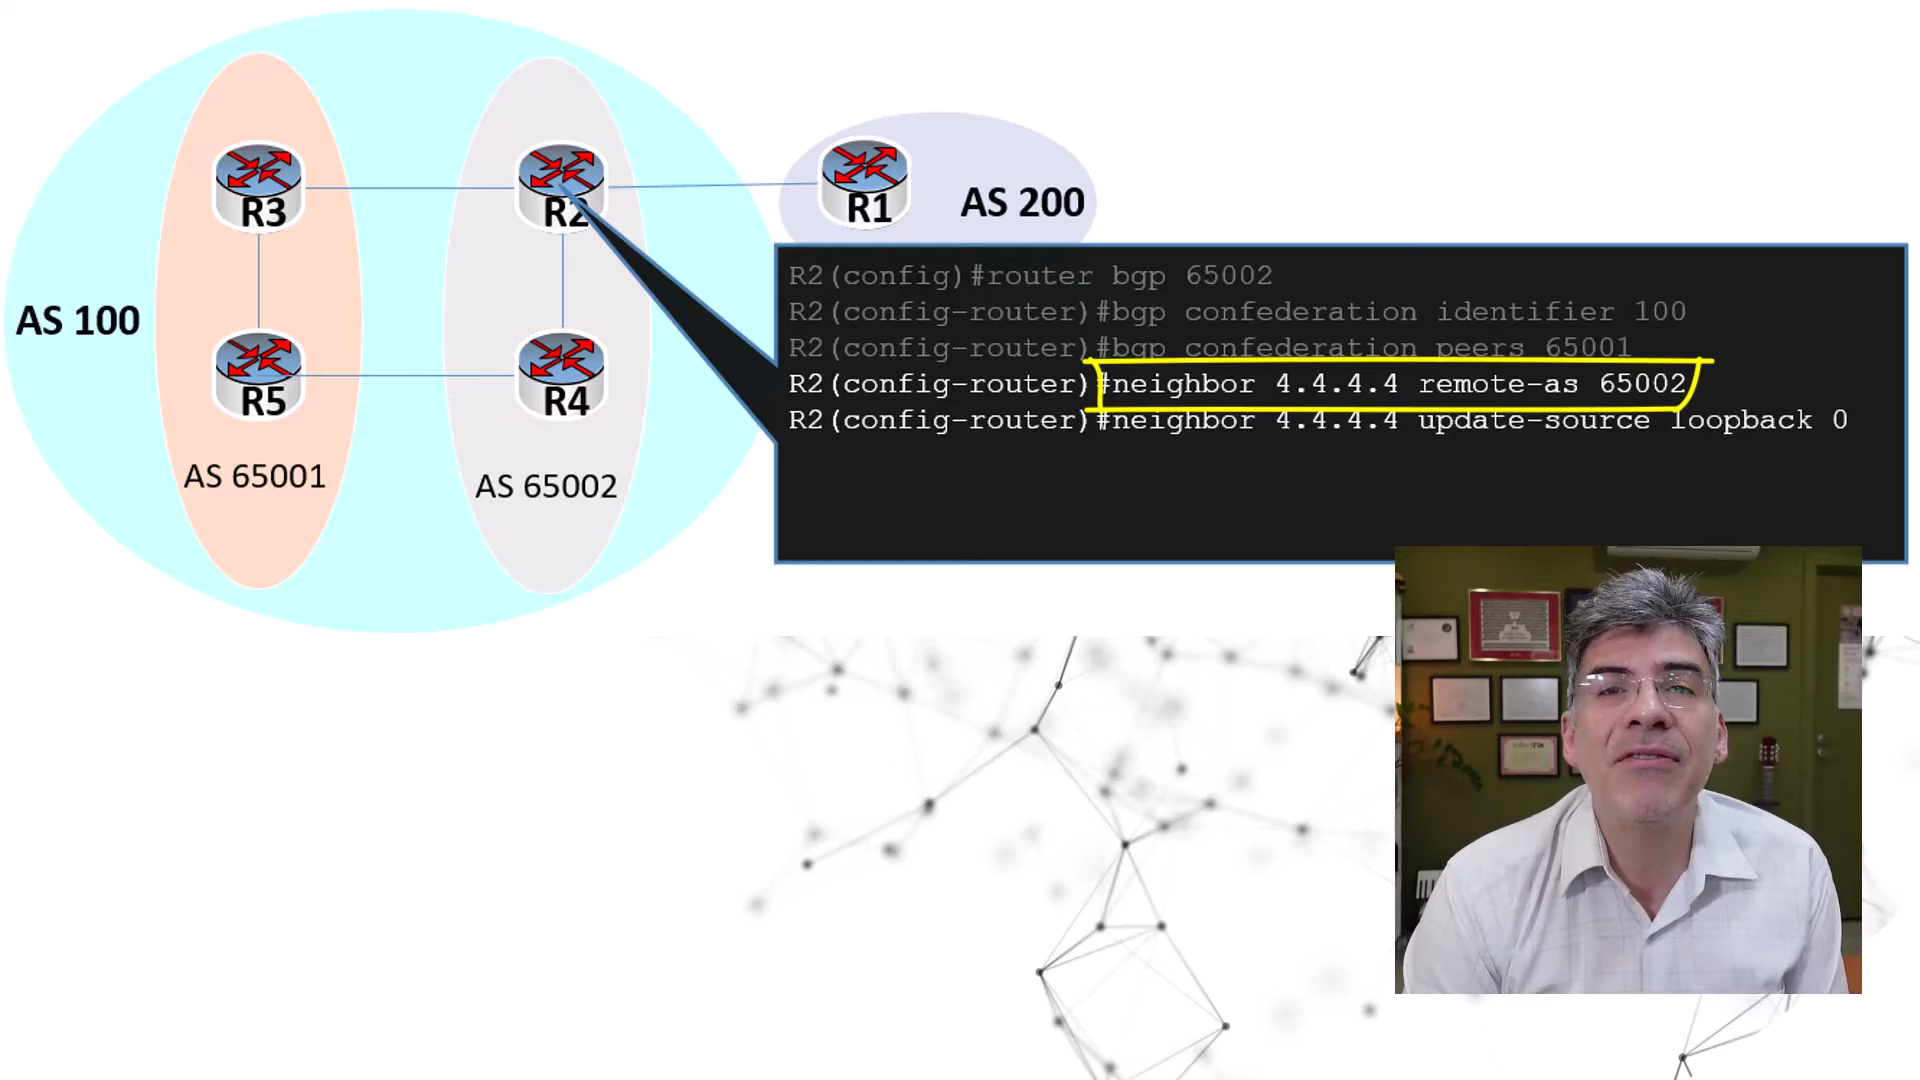 R3
R2
R1
AS 200
AS 100
R5
R4
AS 65001
AS 65002
R2(config)#router bgp 65002
R2(config-router)#bgp confederation identifier 100
R2(config-router)#bgp confederation peers 65001
R2(config-router)#neighbor 4.4.4.4 remote-as 65002
R2(config-router)#neighbor 4.4.4.4 update-source loopback 0